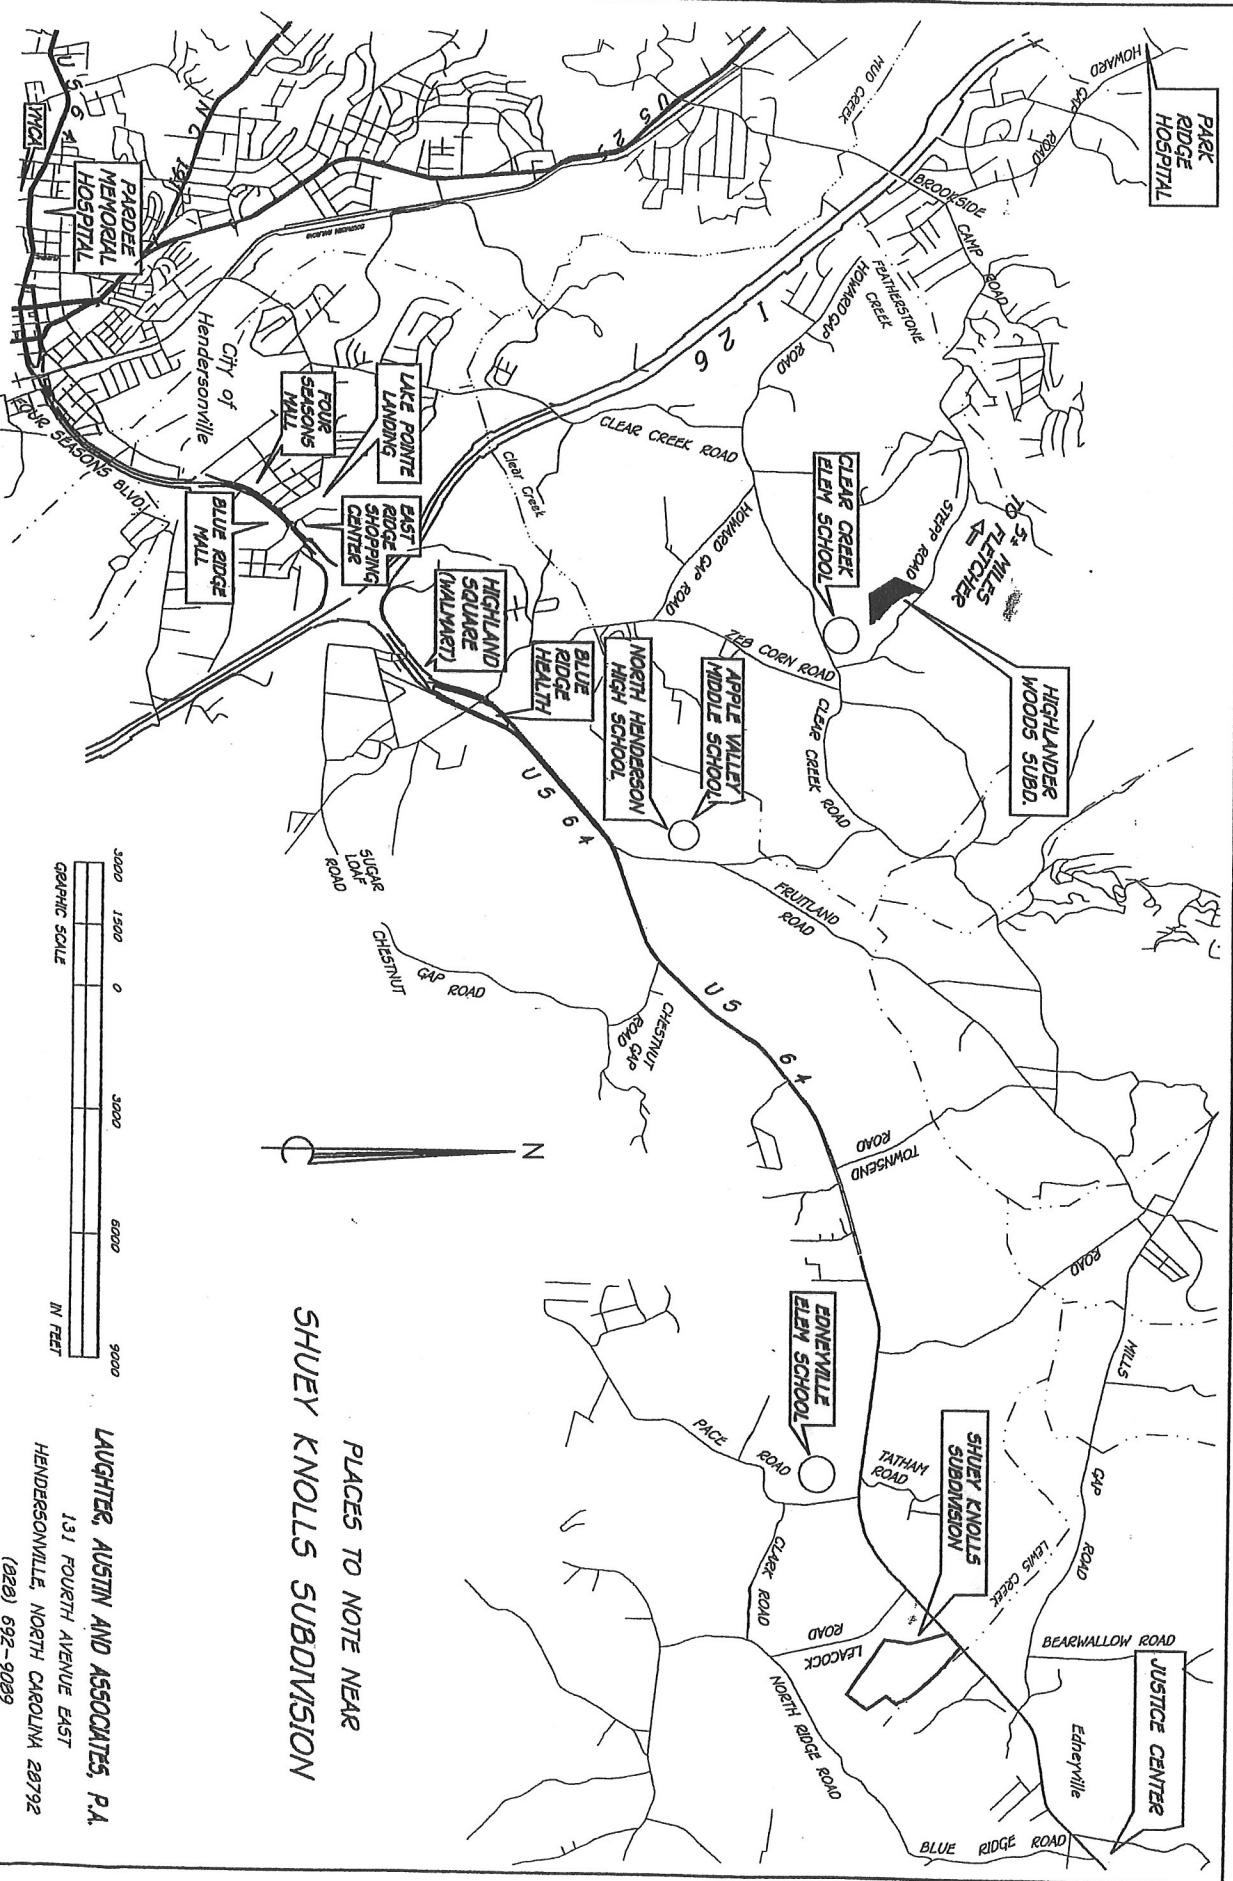 PARK
RIDGE
HOSPITAL
HOWARD
GAP
ROAD
MUD CREEK
BROOKSIDE
CAMP
ROAD
FEATHERSTONE
CREEK
HOWARD GAP
ROAD
I 26
US 25
NC 191
US 64
YMCA
PARDEE
MEMORIAL
HOSPITAL
City of
Hendersonville
FOUR
SEASONS
MALL
LAKE POINTE
LANDING
FOUR SEASONS BLVD.
BLUE RIDGE
MALL
EAST
RIDGE
SHOPPING
CENTER
CLEAR CREEK ROAD
Clear Creek
HOWARD GAP ROAD
CLEAR CREEK
ELEM SCHOOL
STEPP ROAD
TO 5± MILES
FLETCHER
HIGHLANDER
WOODS SUBD.
HIGHLAND
SQUARE
(WALMART)
BLUE
RIDGE
HEALTH
ZEB CORN ROAD
CLEAR CREEK ROAD
NORTH HENDERSON
HIGH SCHOOL
APPLE VALLEY
MIDDLE SCHOOL
US 64
SUGAR
LOAF
ROAD
CHESTNUT
GAP ROAD
FRUITLAND
ROAD
US 64
CHESTNUT
GAP
ROAD
TOWNSEND
ROAD
ROAD
MILLS
GAP
ROAD
EDNEYVILLE
ELEM SCHOOL
PACE
ROAD
TATHAM
ROAD
SHUEY KNOLLS
SUBDIVISION
LEWIS CREEK
CLARK ROAD
LEACOCK
ROAD
BEARWALLOW ROAD
JUSTICE CENTER
Edneyville
NORTH RIDGE ROAD
BLUE RIDGE ROAD
N
PLACES TO NOTE NEAR
SHUEY KNOLLS SUBDIVISION
3000 1500 0 3000 6000 9000
GRAPHIC SCALE IN FEET
LAUGHTER, AUSTIN AND ASSOCIATES, P.A.
131 FOURTH AVENUE EAST
HENDERSONVILLE, NORTH CAROLINA 28792
(828) 692-9089